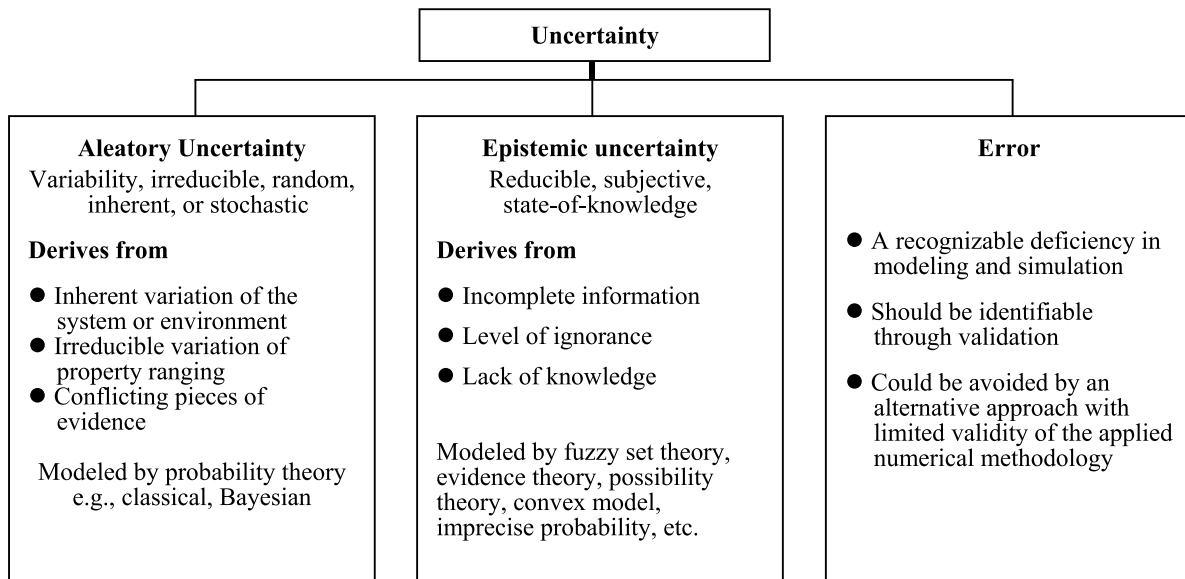 Uncertainty
Aleatory Uncertainty
Variability, irreducible, random,
inherent, or stochastic
Derives from
● Inherent variation of the
system or environment
● Irreducible variation of
property ranging
● Conflicting pieces of
evidence
Modeled by probability theory
e.g., classical, Bayesian
Epistemic uncertainty
Reducible, subjective,
state-of-knowledge
Derives from
● Incomplete information
● Level of ignorance
● Lack of knowledge
Modeled by fuzzy set theory,
evidence theory, possibility
theory, convex model,
imprecise probability, etc.
Error
● A recognizable deficiency in
modeling and simulation
● Should be identifiable
through validation
● Could be avoided by an
alternative approach with
limited validity of the applied
numerical methodology